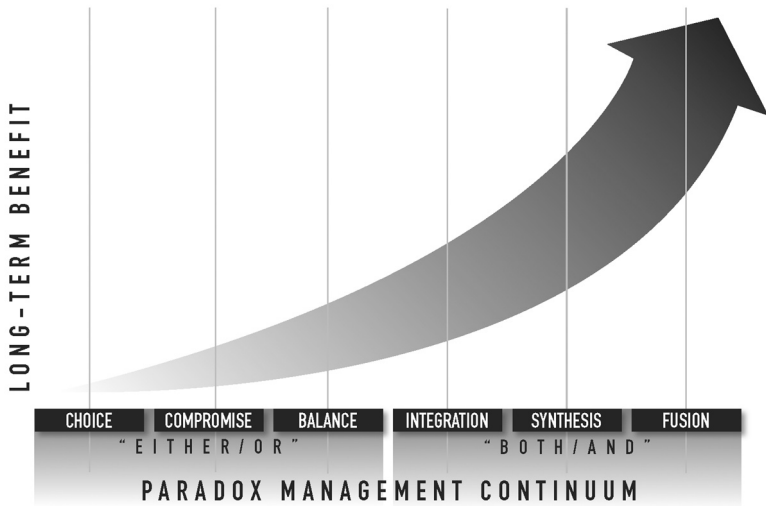 LONG-TERM BENEFIT
CHOICE COMPROMISE BALANCE INTEGRATION SYNTHESIS FUSION
"EITHER/OR" "BOTH/AND"
PARADOX MANAGEMENT CONTINUUM